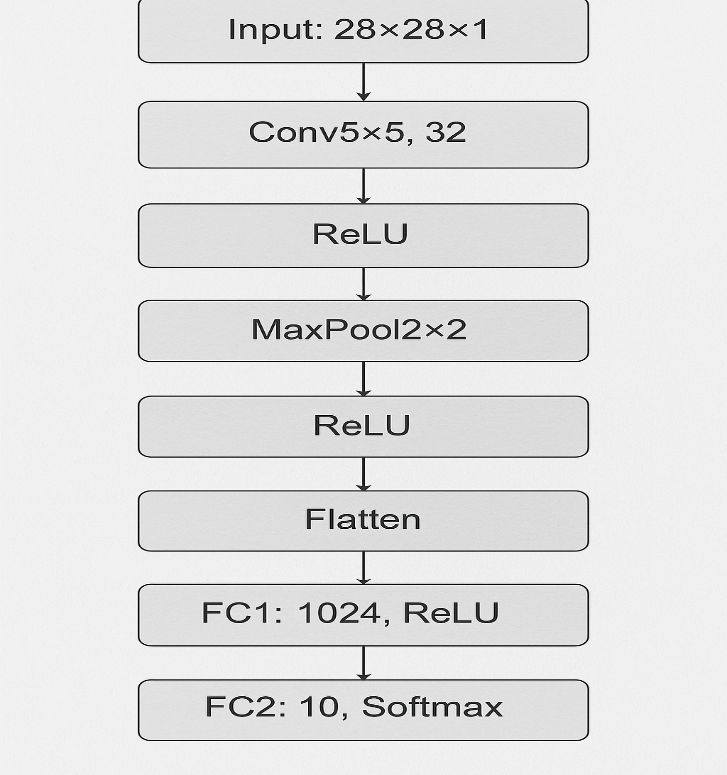 Input: 28×28×1
Conv5×5, 32
ReLU
MaxPool2×2
ReLU
Flatten
FC1: 1024, ReLU
FC2: 10, Softmax